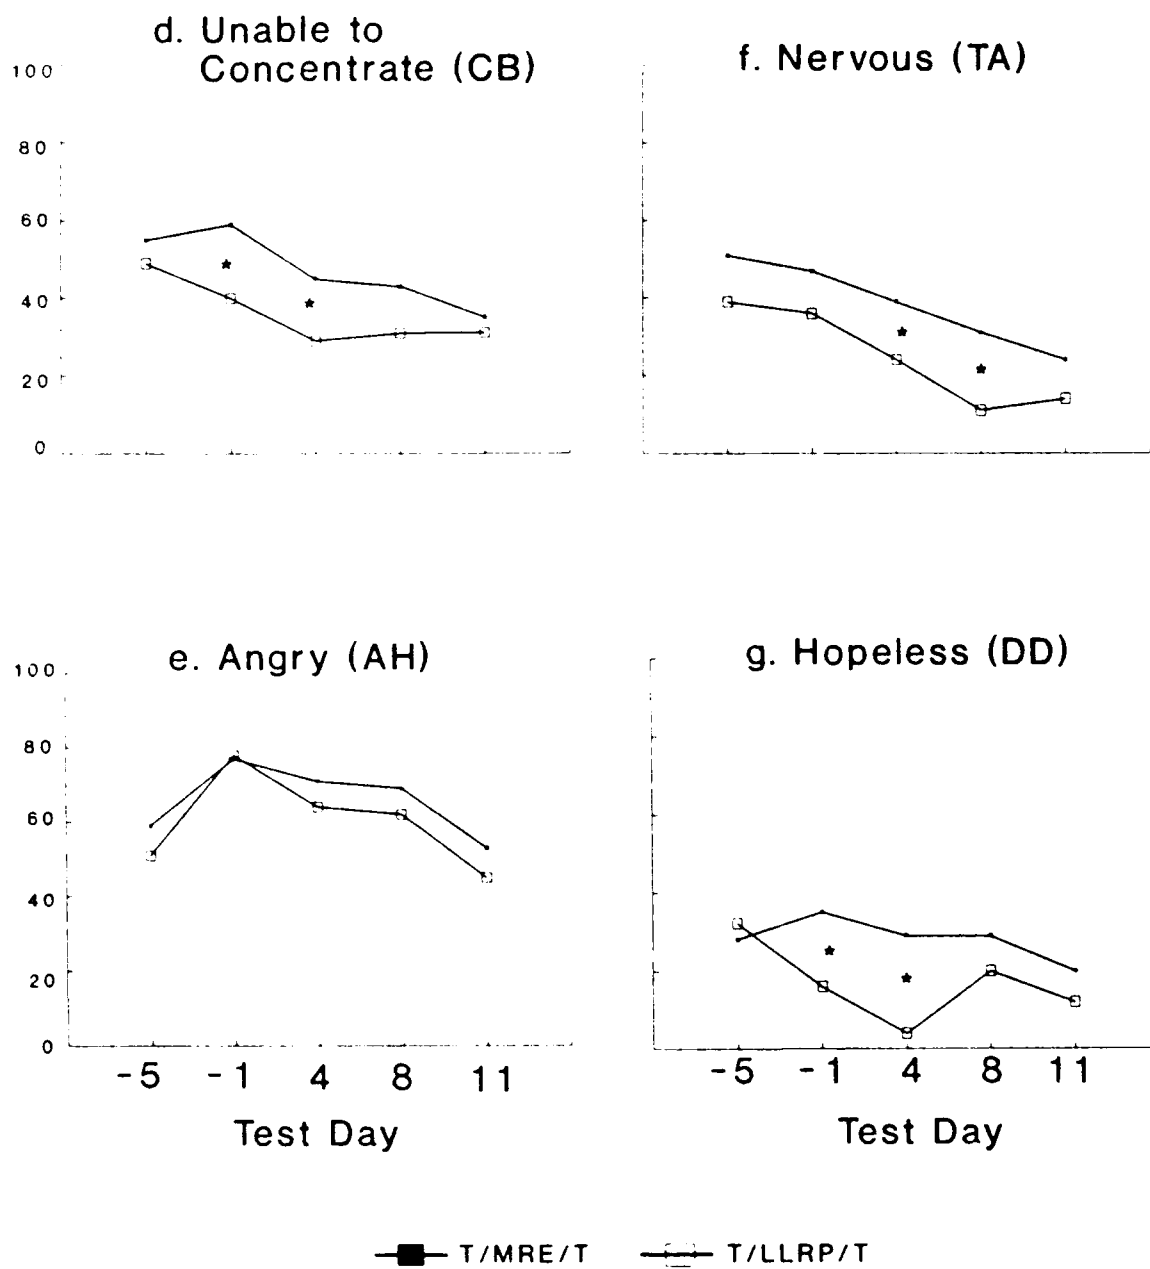 d. Unable to
Concentrate (CB)
100
80
60
40
20
0
f. Nervous (TA)
e. Angry (AH)
100
80
60
40
20
0
-5 -1 4 8 11
Test Day
g. Hopeless (DD)
-5 -1 4 8 11
Test Day
T/MRE/T T/LLRP/T